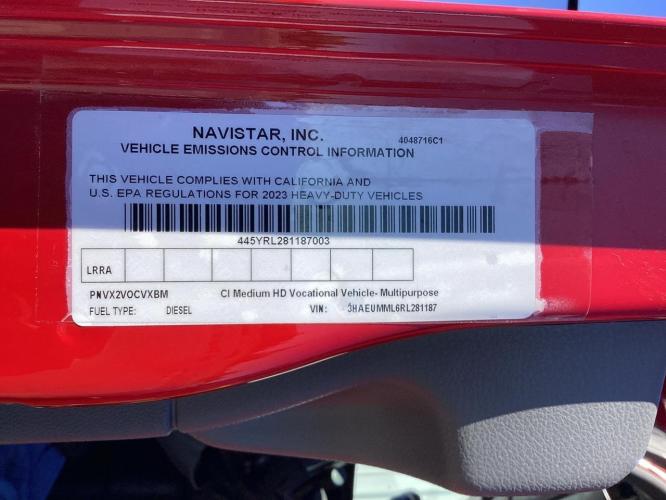 NAVISTAR, INC. 4048716C1
VEHICLE EMISSIONS CONTROL INFORMATION
THIS VEHICLE COMPLIES WITH CALIFORNIA AND
U.S. EPA REGULATIONS FOR 2023 HEAVY-DUTY VEHICLES
445YRL281187003
LRRA
PNVX2VOCVXBM CI Medium HD Vocational Vehicle- Multipurpose
FUEL TYPE: DIESEL VIN: 3HAEUMML6RL281187